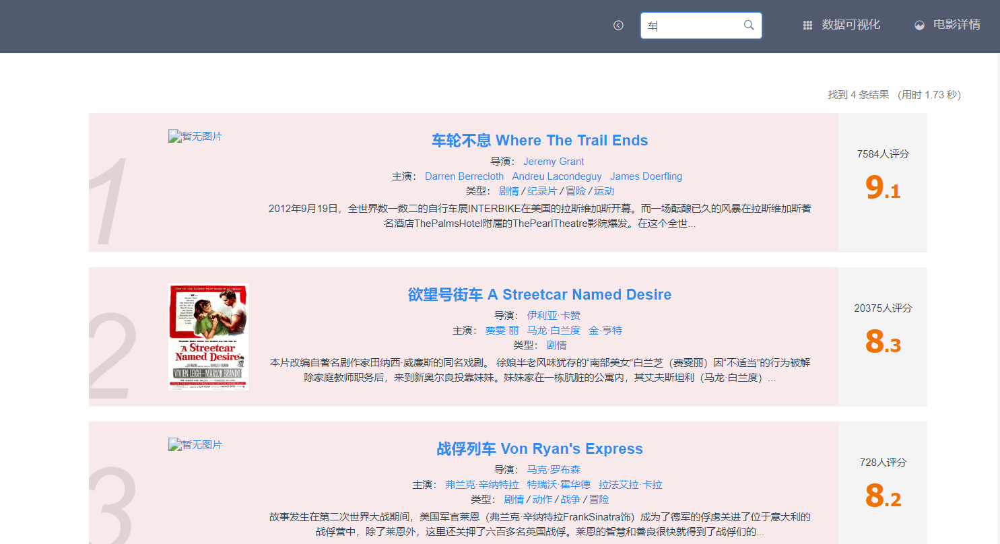 车
数据可视化
电影详情
找到 4 条结果 (用时 1.73 秒)
1
暂无图片
车轮不息 Where The Trail Ends
导演： Jeremy Grant
主演： Darren Berrecloth Andreu Lacondeguy James Doerfling
类型： 剧情 / 纪录片 / 冒险 / 运动
2012年9月19日，全世界数一数二的自行车展INTERBIKE在美国的拉斯维加斯开幕。而一场酝酿已久的风暴在拉斯维加斯著
名酒店ThePalmsHotel附属的ThePearlTheatre影院爆发。在这个全世...
7584人评分
9.1
2
A Streetcar
Named Desire
VIVIEN LEIGH MARLON BRANDO
欲望号街车 A Streetcar Named Desire
导演： 伊利亚·卡赞
主演： 费雯·丽 马龙·白兰度 金·亨特
类型： 剧情
本片改编自著名剧作家田纳西·威廉斯的同名戏剧。 徐娘半老风味犹存的“南部美女”白兰芝（费雯丽）因“不适当”的行为被解
除家庭教师职务后，来到新奥尔良投靠妹妹。妹妹家在一栋肮脏的公寓内，其丈夫斯坦利（马龙·白兰度）...
20375人评分
8.3
3
暂无图片
战俘列车 Von Ryan's Express
导演： 马克·罗布森
主演： 弗兰克·辛纳特拉 特瑞沃·霍华德 拉法艾拉·卡拉
类型： 剧情 / 动作 / 战争 / 冒险
故事发生在第二次世界大战期间，美国军官莱恩（弗兰克·辛纳特拉FrankSinatra饰）成为了德军的俘虏关进了位于意大利的
战俘营中，除了莱恩外，这里还关押了六百多名英国战俘。莱恩的智慧和善良很快就得到了战俘们的...
728人评分
8.2